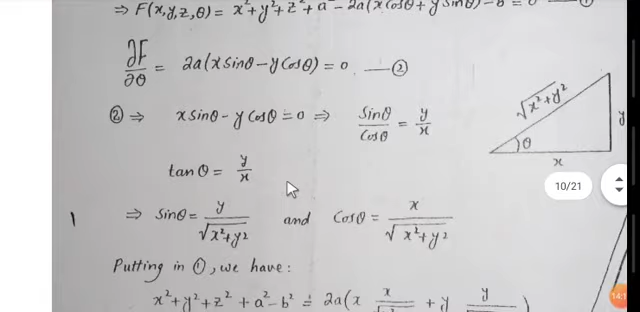 ⇒ F(x,y,z,θ) = x²+y²+z²+a²-2a(x Cosθ + y Sinθ)-b²=0 —①
∂F/∂θ = 2a(x Sinθ - y Cosθ) = 0 —②
② ⇒ x Sinθ - y Cosθ = 0 ⇒ Sinθ/Cosθ = y/x
√x²+y²
y
θ
x
tan θ = y/x
10/21
⇒ Sinθ = y/√x²+y² and Cosθ = x/√x²+y²
Putting in ①, we have:
14:1
x²+y²+z²+a²-b² = 2a(x x/√x² + y y/